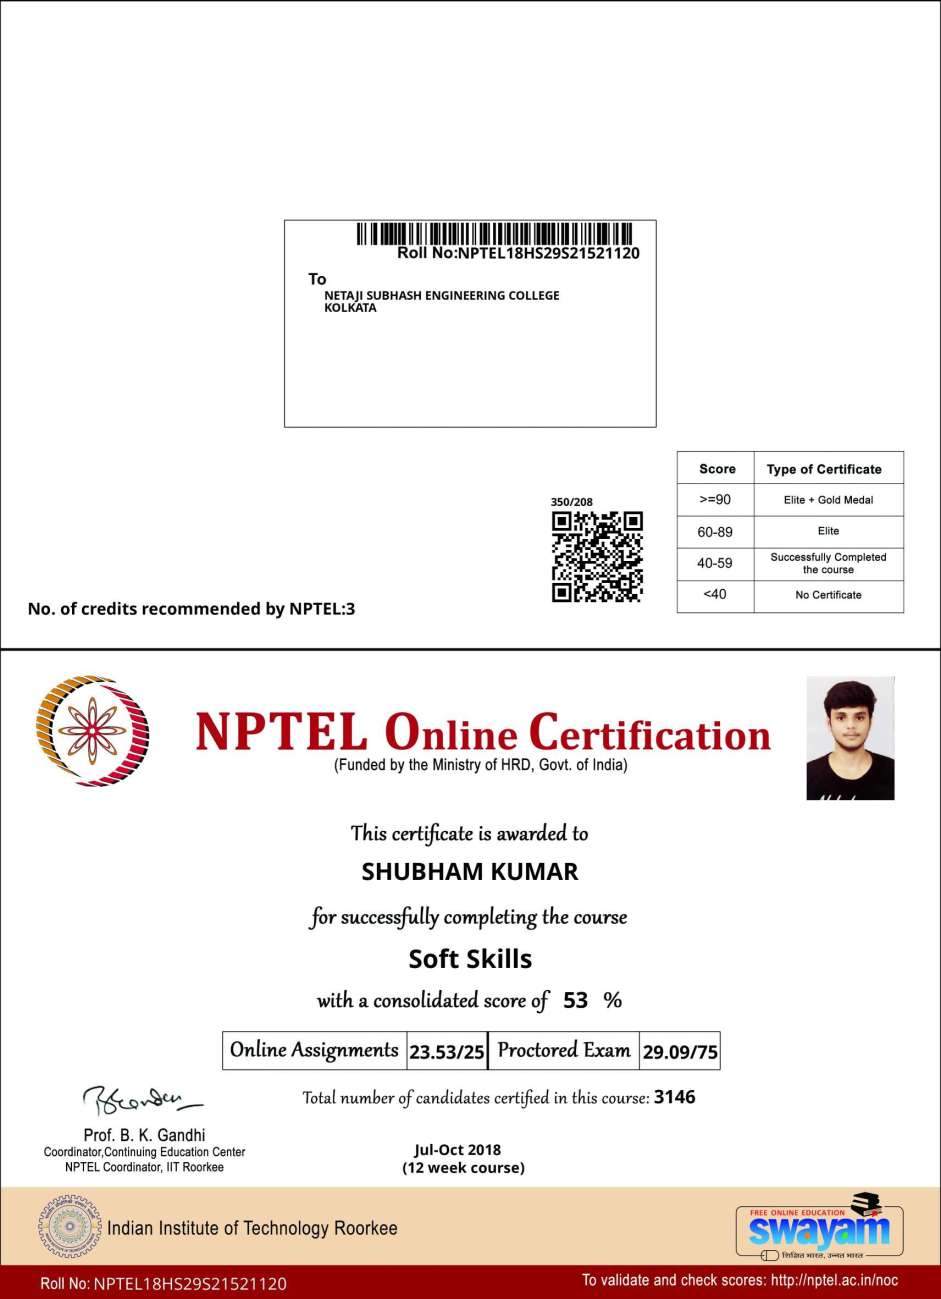 Roll No:NPTEL18HS29S21521120
To
NETAJI SUBHASH ENGINEERING COLLEGE
KOLKATA
350/208
Score Type of Certificate
>=90 Elite + Gold Medal
60-89 Elite
40-59 Successfully Completed
the course
<40 No Certificate
No. of credits recommended by NPTEL:3
NPTEL Online Certification
(Funded by the Ministry of HRD, Govt. of India)
This certificate is awarded to
SHUBHAM KUMAR
for successfully completing the course
Soft Skills
with a consolidated score of 53 %
Online Assignments 23.53/25 Proctored Exam 29.09/75
Total number of candidates certified in this course: 3146
Prof. B. K. Gandhi
Coordinator,Continuing Education Center
NPTEL Coordinator, IIT Roorkee
Jul-Oct 2018
(12 week course)
Indian Institute of Technology Roorkee
FREE ONLINE EDUCATION
swayam
शिक्षित भारत, उन्नत भारत
Roll No: NPTEL18HS29S21521120
To validate and check scores: http://nptel.ac.in/noc